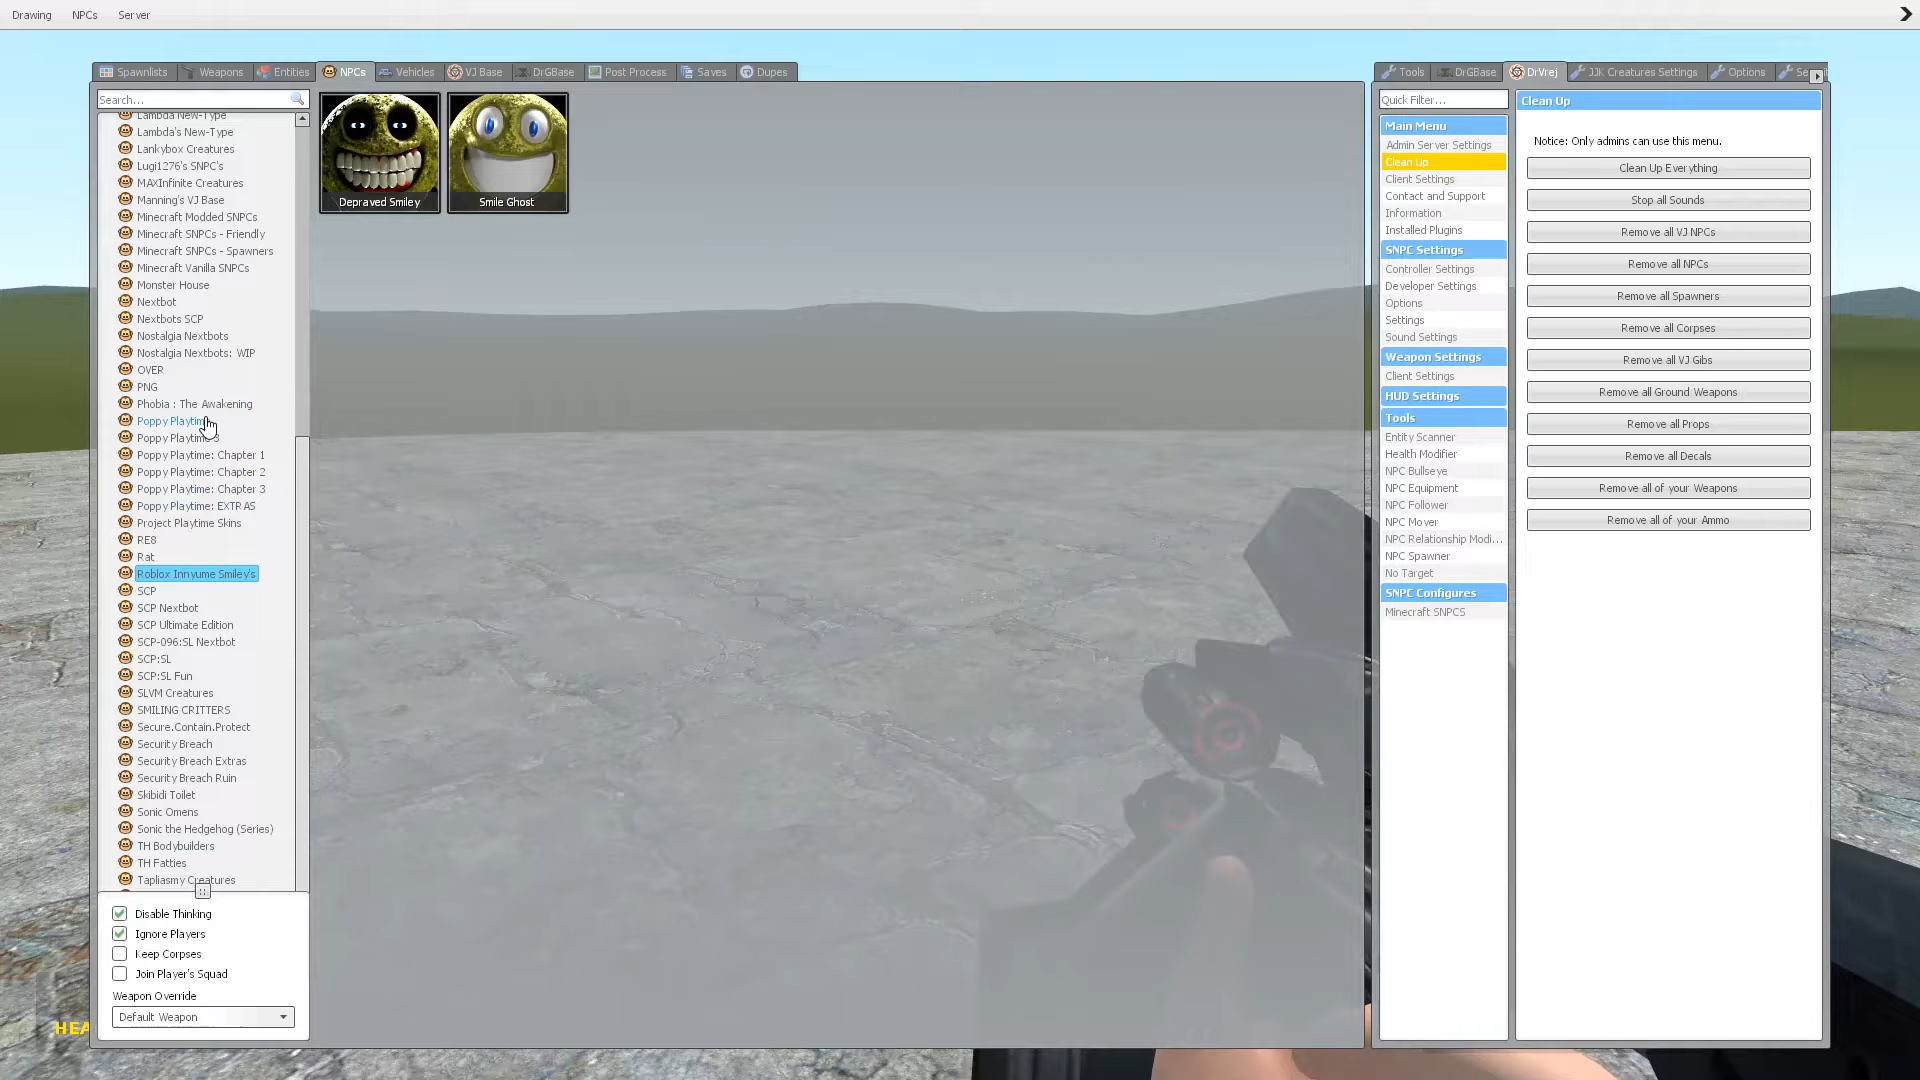 Drawing NPCs Server
Spawnlists Weapons Entities NPCs Vehicles VJ Base DrGBase Post Process Saves Dupes
Search...
Lambda New-Type
Lambda's New-Type
Lankybox Creatures
Lugi1276's SNPC's
MAXInfinite Creatures
Manning's VJ Base
Minecraft Modded SNPCs
Minecraft SNPCs - Friendly
Minecraft SNPCs - Spawners
Minecraft Vanilla SNPCs
Monster House
Nextbot
Nextbots SCP
Nostalgia Nextbots
Nostalgia Nextbots: WIP
OVER
PNG
Phobia : The Awakening
Poppy Playtime
Poppy Playtime 3
Poppy Playtime: Chapter 1
Poppy Playtime: Chapter 2
Poppy Playtime: Chapter 3
Poppy Playtime: EXTRAS
Project Playtime Skins
RE8
Rat
Roblox Innyume Smiley's
SCP
SCP Nextbot
SCP Ultimate Edition
SCP-096:SL Nextbot
SCP:SL
SCP:SL Fun
SLVM Creatures
SMILING CRITTERS
Secure.Contain.Protect
Security Breach
Security Breach Extras
Security Breach Ruin
Skibidi Toilet
Sonic Omens
Sonic the Hedgehog (Series)
TH Bodybuilders
TH Fatties
Tapliasmy Creatures
Disable Thinking
Ignore Players
Keep Corpses
Join Player's Squad
Weapon Override
Default Weapon
HEA
Depraved Smiley
Smile Ghost
Tools DrGBase DrVrej JJK Creatures Settings Options
Quick Filter...
Main Menu
Admin Server Settings
Clean Up
Client Settings
Contact and Support
Information
Installed Plugins
SNPC Settings
Controller Settings
Developer Settings
Options
Settings
Sound Settings
Weapon Settings
Client Settings
HUD Settings
Tools
Entity Scanner
Health Modifier
NPC Bullseye
NPC Equipment
NPC Follower
NPC Mover
NPC Relationship Modi...
NPC Spawner
No Target
SNPC Configures
Minecraft SNPCS
Clean Up
Notice: Only admins can use this menu.
Clean Up Everything
Stop all Sounds
Remove all VJ NPCs
Remove all NPCs
Remove all Spawners
Remove all Corpses
Remove all VJ Gibs
Remove all Ground Weapons
Remove all Props
Remove all Decals
Remove all of your Weapons
Remove all of your Ammo